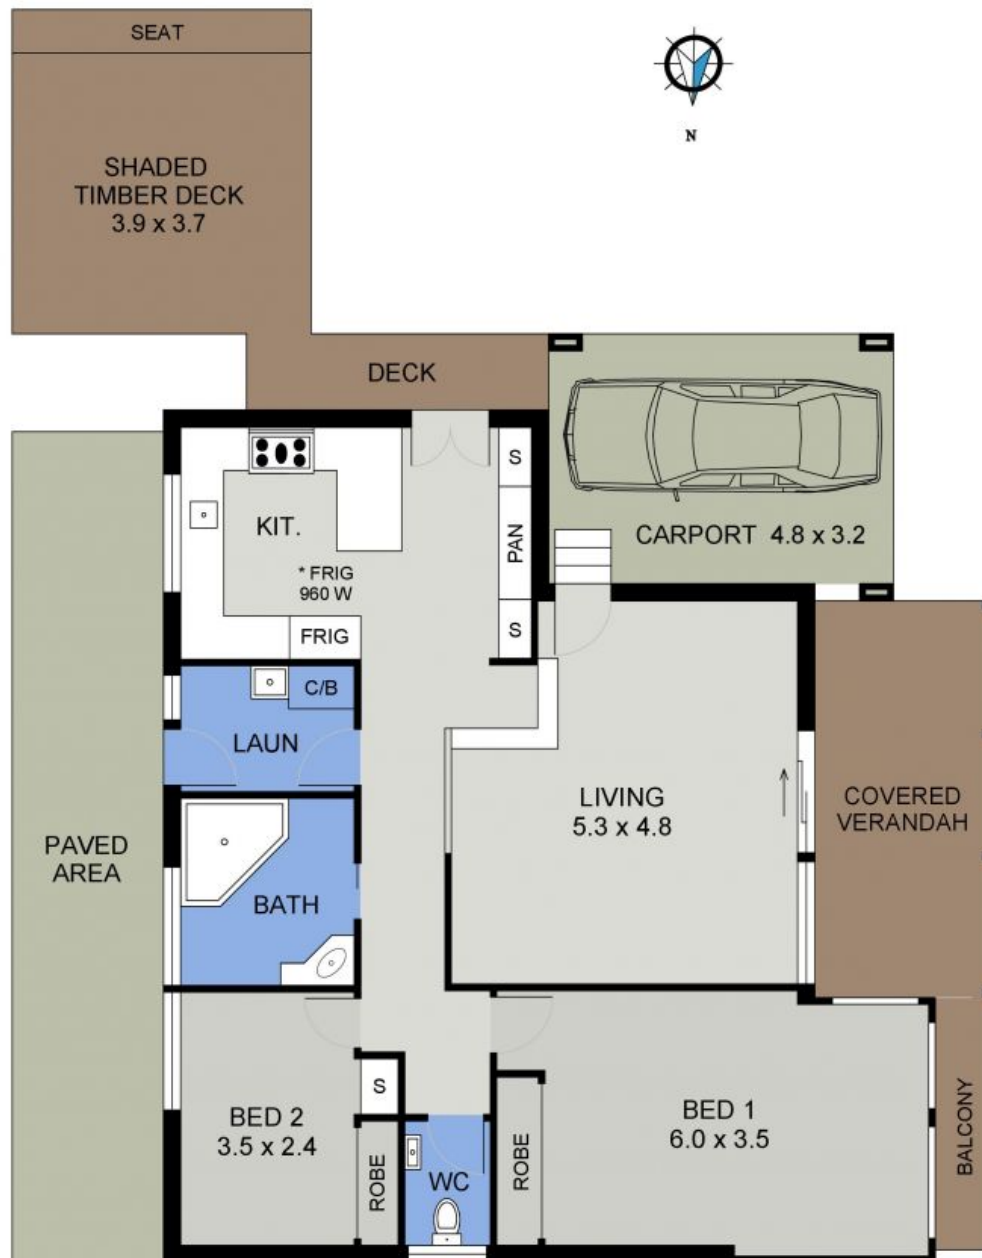 SEAT
SHADED
TIMBER DECK
3.9 x 3.7
N
DECK
S
KIT.
PAN
CARPORT 4.8 x 3.2
* FRIG
960 W
S
FRIG
C/B
LAUN
LIVING
5.3 x 4.8
COVERED
VERANDAH
PAVED
AREA
BATH
S
BED 2
3.5 x 2.4
BED 1
6.0 x 3.5
BALCONY
ROBE
WC
ROBE